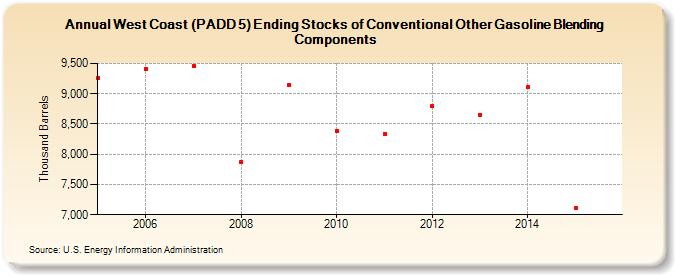 Annual West Coast (PADD 5) Ending Stocks of Conventional Other Gasoline Blending
Components
Thousand Barrels
9,500
9,000
8,500
8,000
7,500
7,000
2006
2008
2010
2012
2014
Source: U.S. Energy Information Administration